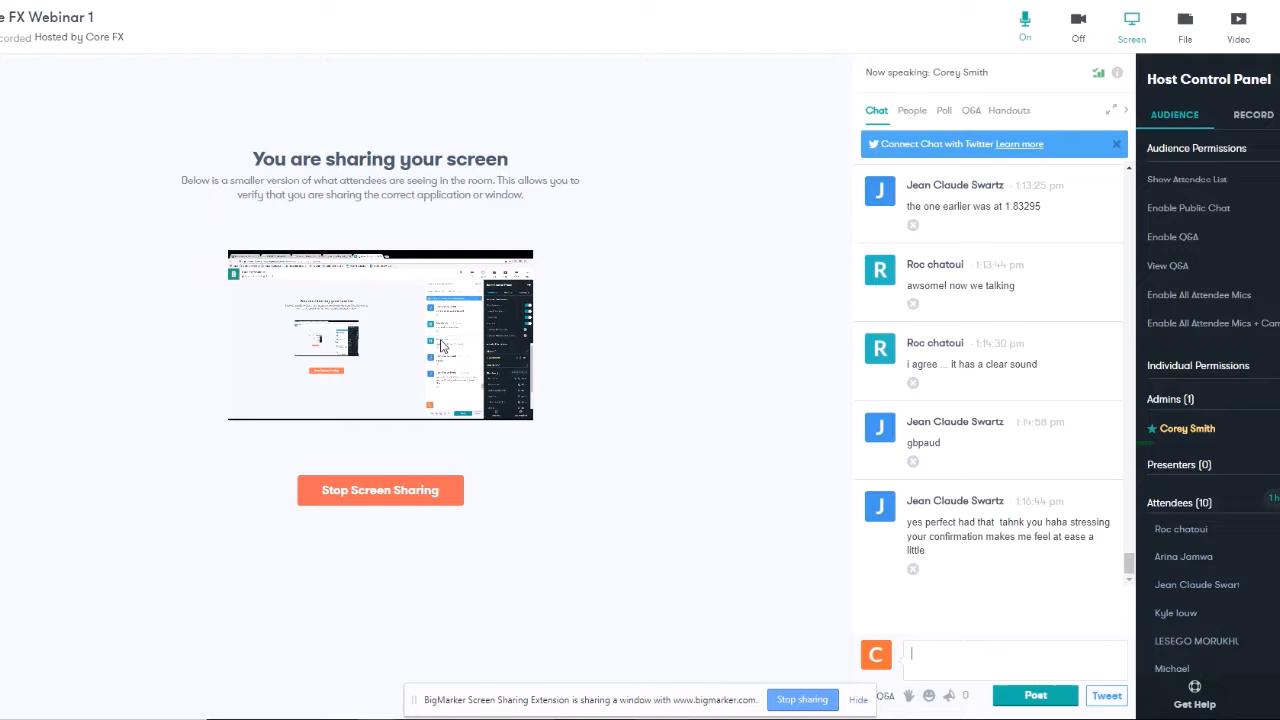 e FX Webinar 1
corded Hosted by Core FX
On
Off
Screen
File
Video
You are sharing your screen
Below is a smaller version of what attendees are seeing in the room. This allows you to
verify that you are sharing the correct application or window.
Stop Screen Sharing
Now speaking: Corey Smith
Chat People Poll Q&A Handouts
Connect Chat with Twitter Learn more
J
Jean Claude Swartz · 1:13:25 pm
the one earlier was at 1.83295
R
Roc chatoui · 1:13:44 pm
awsome! now we talking
R
Roc chatoui · 1:14:30 pm
i agree ... it has a clear sound
J
Jean Claude Swartz 1:14:58 pm
gbpaud
J
Jean Claude Swartz · 1:16:44 pm
yes perfect had that tahnk you haha stressing
your confirmation makes me feel at ease a
little
C
Q&A 0 Post Tweet
BigMarker Screen Sharing Extension is sharing a window with www.bigmarker.com. Stop sharing Hide
Host Control Panel
AUDIENCE RECORD
Audience Permissions
Show Attendee List
Enable Public Chat
Enable Q&A
View Q&A
Enable All Attendee Mics
Enable All Attendee Mics + Cam
Individual Permissions
Admins (1)
Corey Smith
Presenters (0)
Attendees (10) 1 h
Roc chatoui
Arina Jamwa
Jean Claude Swart
Kyle louw
LESEGO MORUKHU
Michael
Get Help